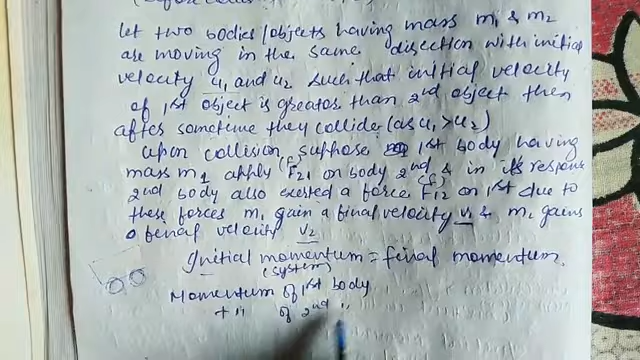 let two bodies/objects having mass m1 & m2
are moving in the same direction with initial
velocity u1 and u2 such that initial velocity
of 1st object is greater than 2nd object then
after sometime they collide (as u1 > u2)
Upon collision suppose 1st body having
mass m1 apply (F) F21 on body 2nd & in its respons
2nd body also exerted a force (F) F12 on 1st due to
these forces m1 gain a final velocity v1 & m2 gains
a final velocity v2
Initial momentum = final momentum.
(system)
Momentum of 1st body
+ " of 2nd "